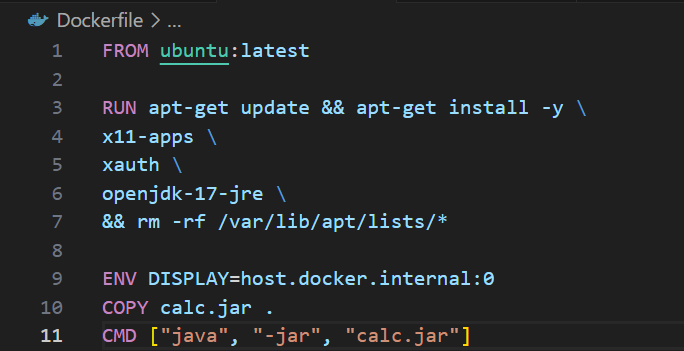 Dockerfile > ...
1 FROM ubuntu:latest
2
3 RUN apt-get update && apt-get install -y \
4 x11-apps \
5 xauth \
6 openjdk-17-jre \
7 && rm -rf /var/lib/apt/lists/*
8
9 ENV DISPLAY=host.docker.internal:0
10 COPY calc.jar .
11 CMD ["java", "-jar", "calc.jar"]